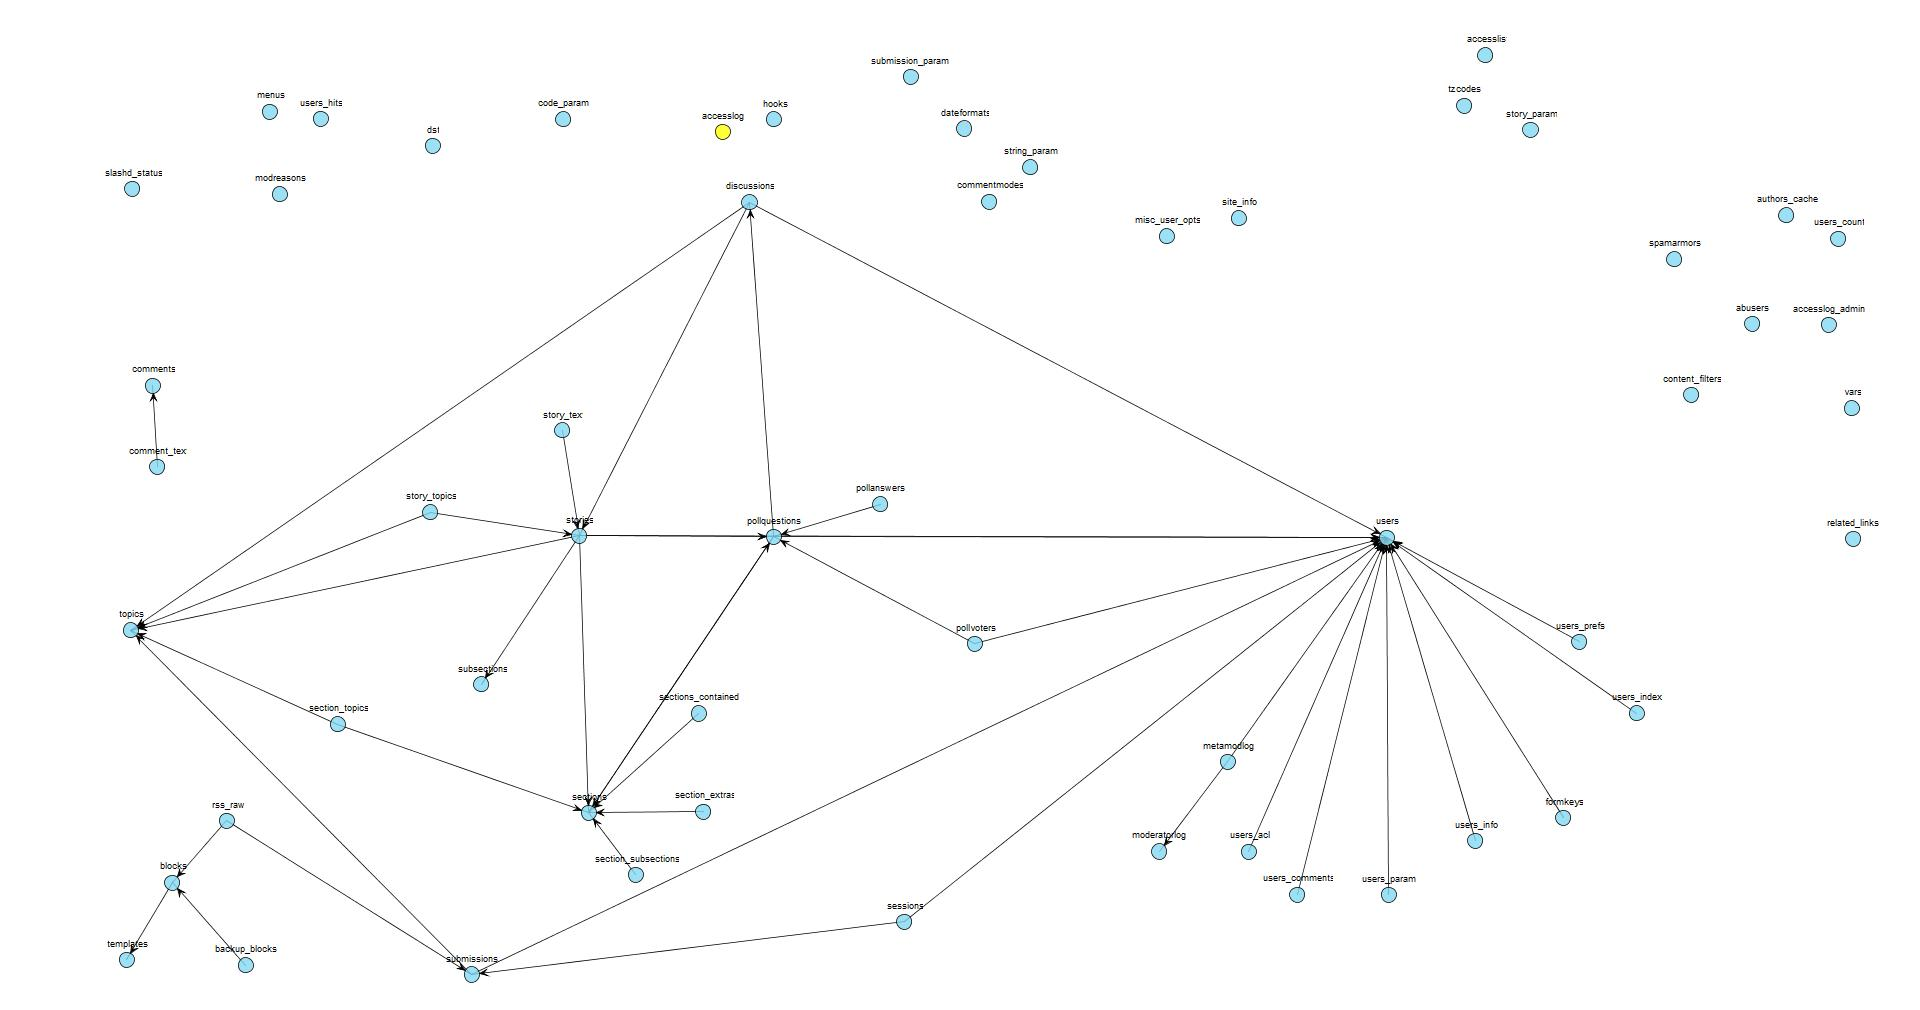 accesslis
submission_param
tzcodes
menus
users_hits
code_param
hooks
accesslog
dateformats
story_param
dst
string_param
slashd_status
modreasons
discussions
commentmodes
authors_cache
site_info
misc_user_opts
users_count
spamarmors
abusers
accesslog_admin
comments
content_filters
vars
story_tex
comment_tex
pollanswers
story_topics
stories
pollquestions
users
related_links
topics
pollvoters
users_prefs
subsections
sections_contained
users_index
section_topics
metamodlog
sections
section_extras
rss_raw
formkeys
users_info
moderatorlog
users_acl
section_subsections
blocks
users_comments
users_param
sessions
templates
backup_blocks
submissions